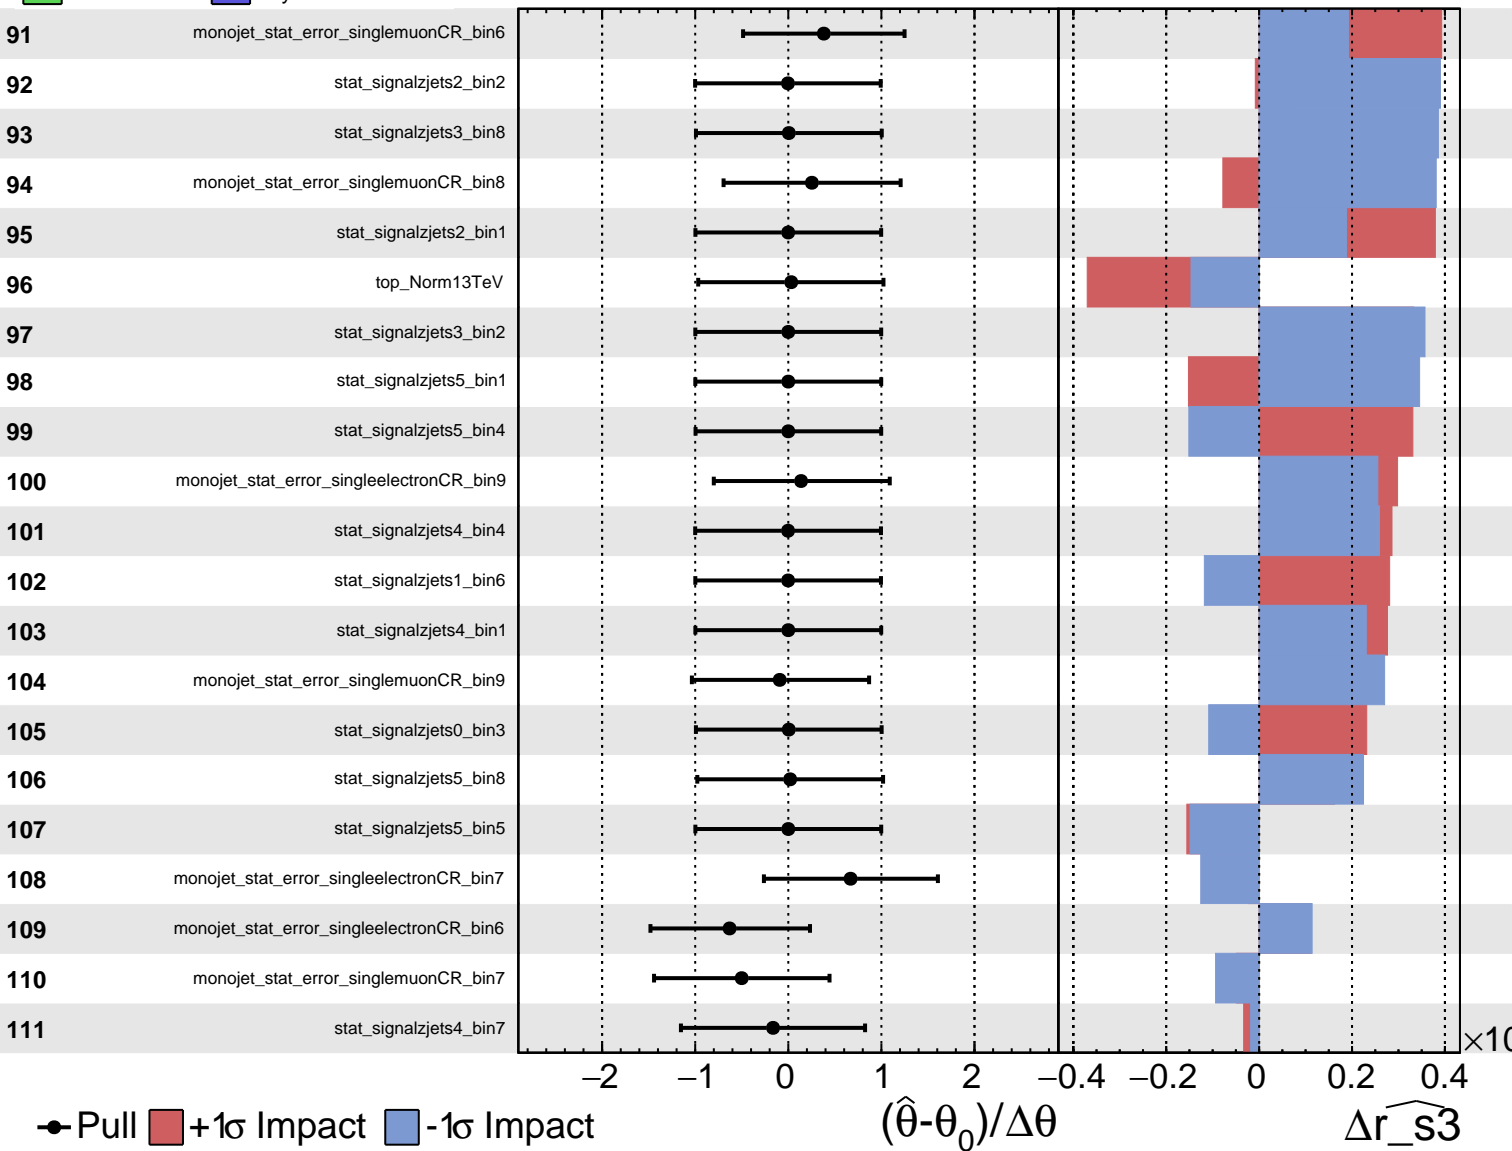 91 monojet_stat_error_singlemuonCR_bin6
92 stat_signalzjets2_bin2
93 stat_signalzjets3_bin8
94 monojet_stat_error_singlemuonCR_bin8
95 stat_signalzjets2_bin1
96 top_Norm13TeV
97 stat_signalzjets3_bin2
98 stat_signalzjets5_bin1
99 stat_signalzjets5_bin4
100 monojet_stat_error_singleelectronCR_bin9
101 stat_signalzjets4_bin4
102 stat_signalzjets1_bin6
103 stat_signalzjets4_bin1
104 monojet_stat_error_singlemuonCR_bin9
105 stat_signalzjets0_bin3
106 stat_signalzjets5_bin8
107 stat_signalzjets5_bin5
108 monojet_stat_error_singleelectronCR_bin7
109 monojet_stat_error_singleelectronCR_bin6
110 monojet_stat_error_singlemuonCR_bin7
111 stat_signalzjets4_bin7
×10
−2 −1 0 1 2 −0.4 −0.2 0 0.2 0.4
Pull +1σ Impact -1σ Impact (θ̂-θ₀)/Δθ Δr̂_s3